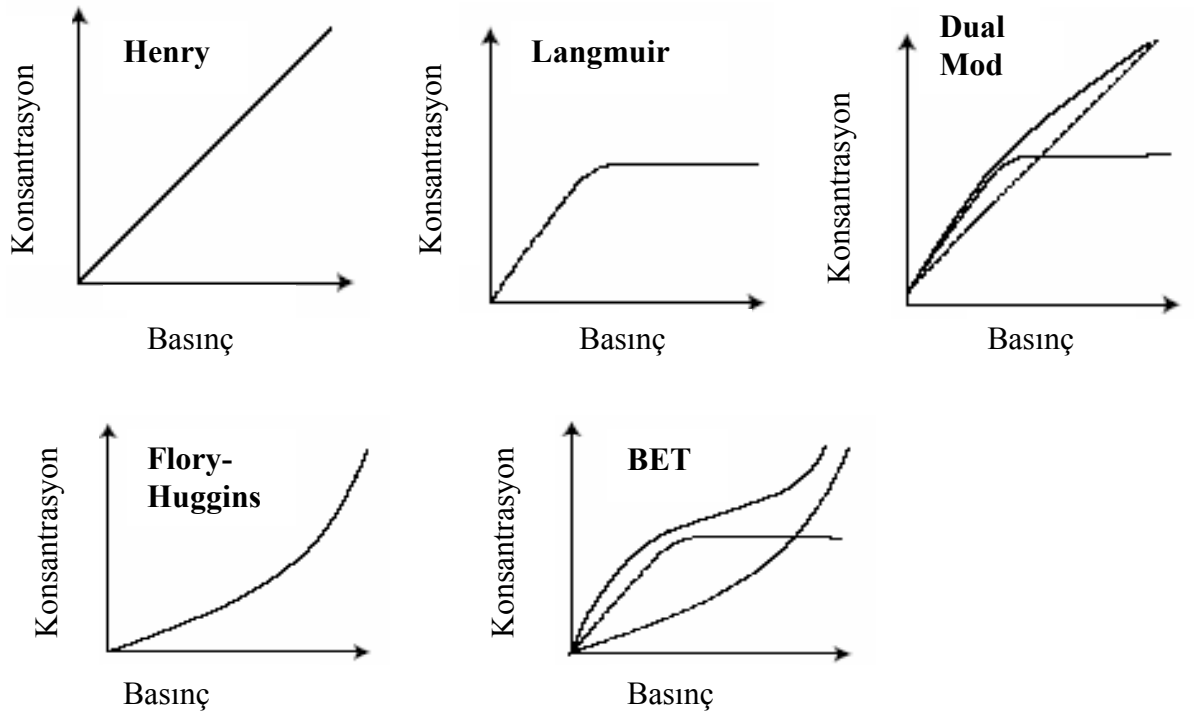 Henry
Konsantrasyon
Basınç
Langmuir
Konsantrasyon
Basınç
Dual
Mod
Konsantrasyon
Basınç
Flory-
Huggins
Konsantrasyon
Basınç
BET
Konsantrasyon
Basınç